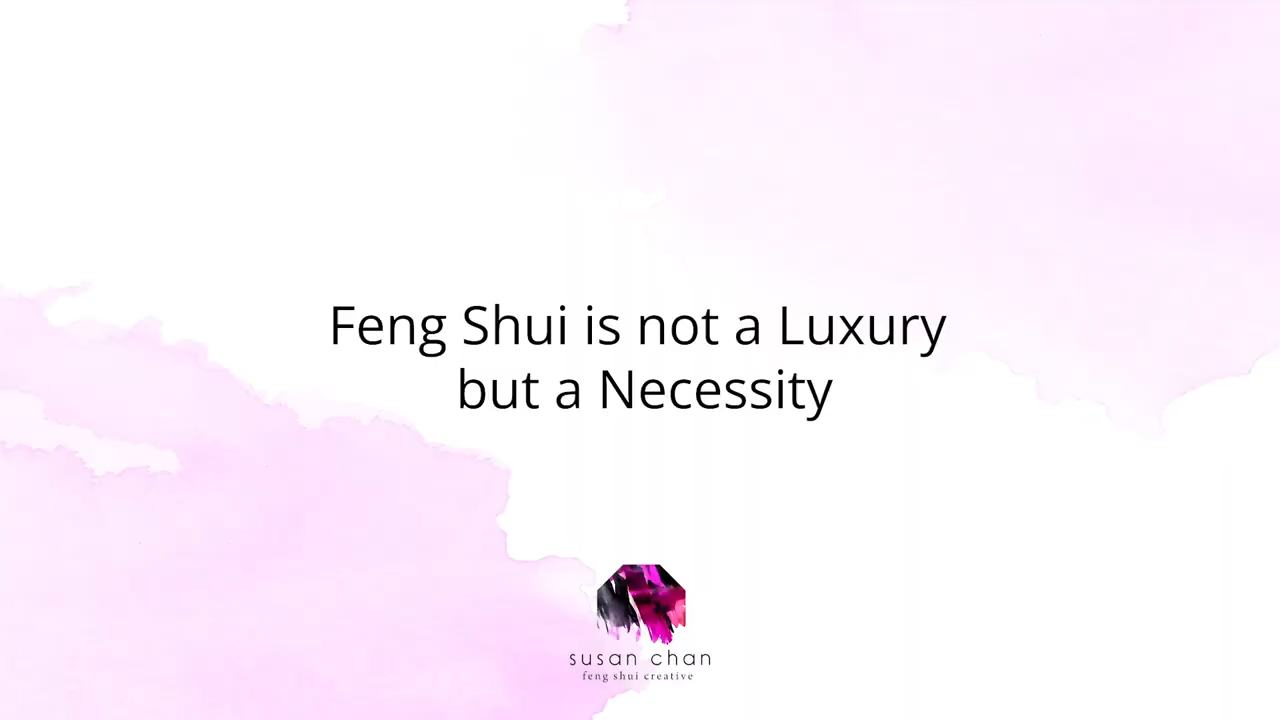 Feng Shui is not a Luxury
but a Necessity
susan chan
feng shui creative